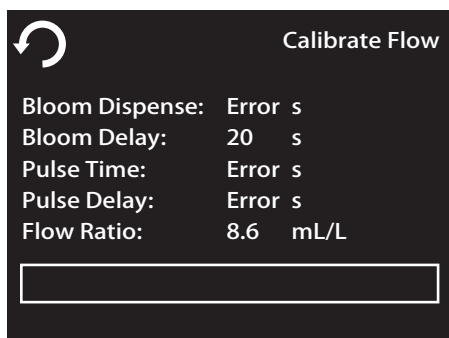 Calibrate Flow
Bloom Dispense: Error s
Bloom Delay: 20 s
Pulse Time: Error s
Pulse Delay: Error s
Flow Ratio: 8.6 mL/L